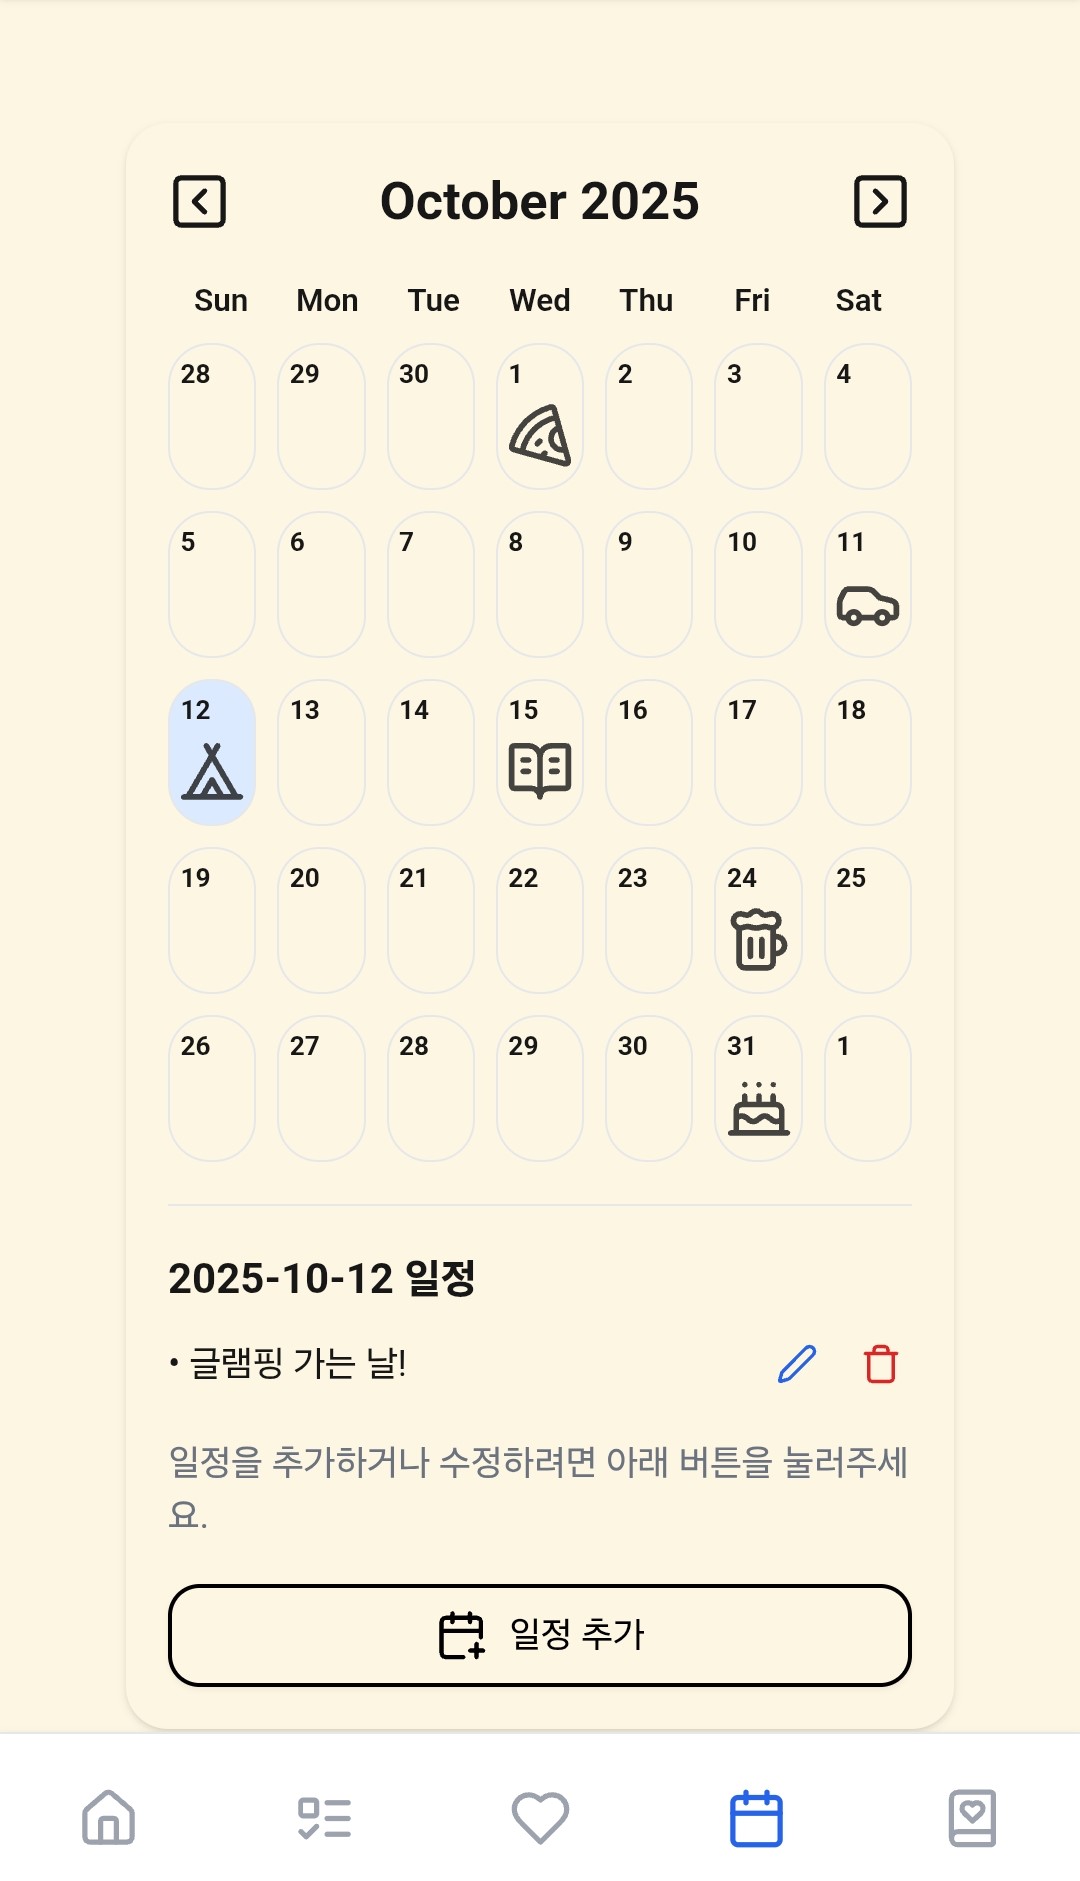 October 2025
Sun Mon Tue Wed Thu Fri Sat
28 29 30 1 2 3 4
5 6 7 8 9 10 11
12 13 14 15 16 17 18
19 20 21 22 23 24 25
26 27 28 29 30 31 1
2025-10-12 일정
• 글램핑 가는 날!
일정을 추가하거나 수정하려면 아래 버튼을 눌러주세
요.
일정 추가